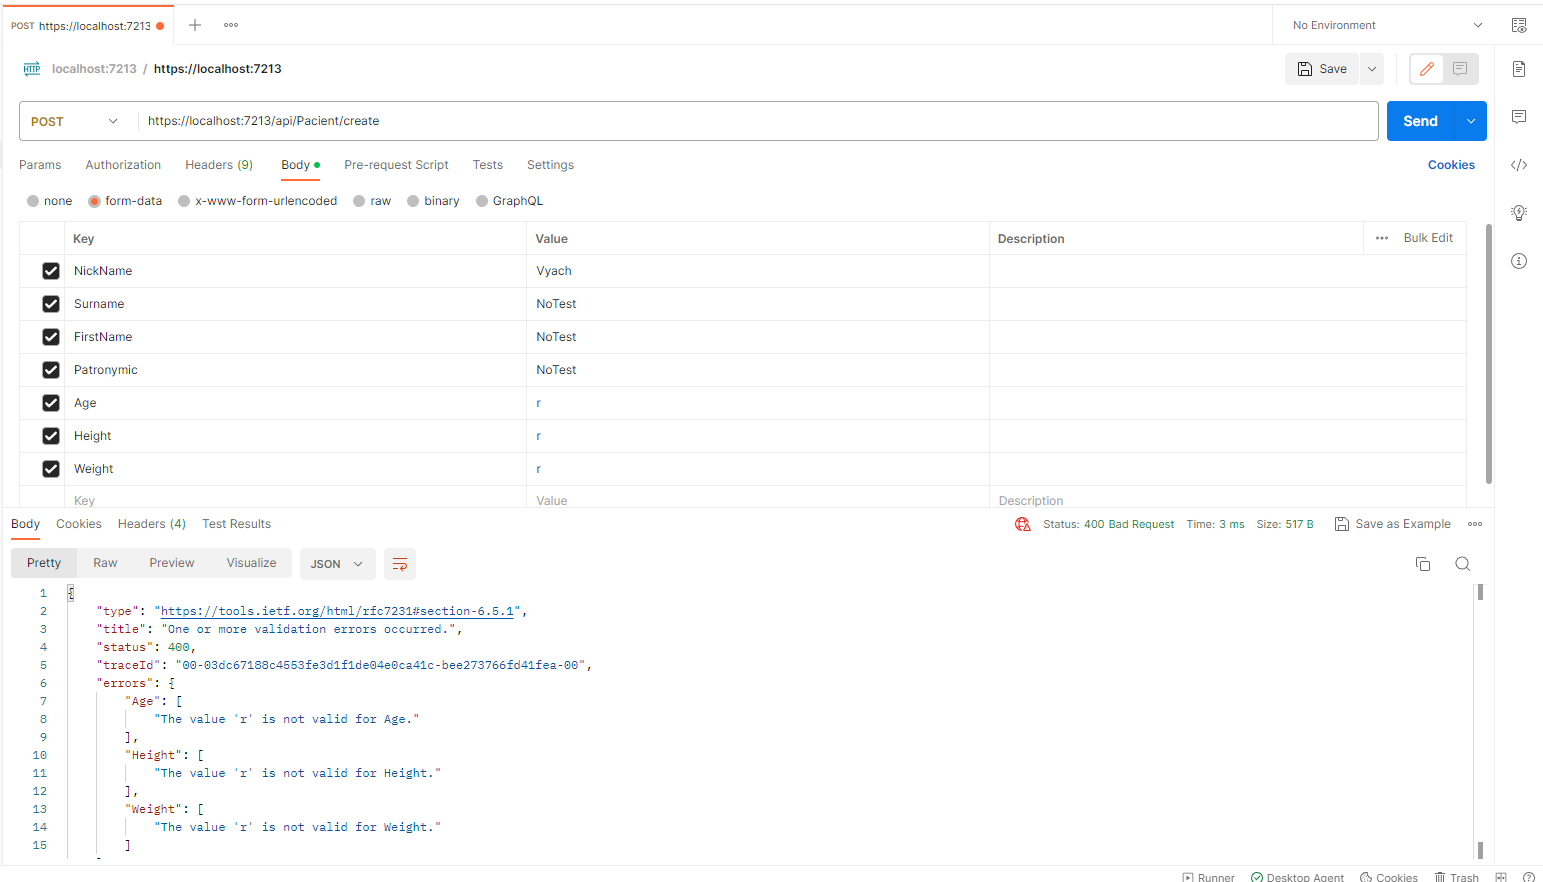 POST https://localhost:7213
No Environment
HTTP localhost:7213 / https://localhost:7213
Save
POST https://localhost:7213/api/Pacient/create
Send
Params Authorization Headers (9) Body Pre-request Script Tests Settings
Cookies
none form-data x-www-form-urlencoded raw binary GraphQL
Key Value Description Bulk Edit
NickName Vyach
Surname NoTest
FirstName NoTest
Patronymic NoTest
Age r
Height r
Weight r
Key Value Description
Body Cookies Headers (4) Test Results
Status: 400 Bad Request Time: 3 ms Size: 517 B Save as Example
Pretty Raw Preview Visualize JSON
1 {
2 "type": "https://tools.ietf.org/html/rfc7231#section-6.5.1",
3 "title": "One or more validation errors occurred.",
4 "status": 400,
5 "traceId": "00-03dc67188c4553fe3d1f1de04e0ca41c-bee273766fd41fea-00",
6 "errors": {
7 "Age": [
8 "The value 'r' is not valid for Age."
9 ],
10 "Height": [
11 "The value 'r' is not valid for Height."
12 ],
13 "Weight": [
14 "The value 'r' is not valid for Weight."
15 ]
Runner Desktop Agent Cookies Trash